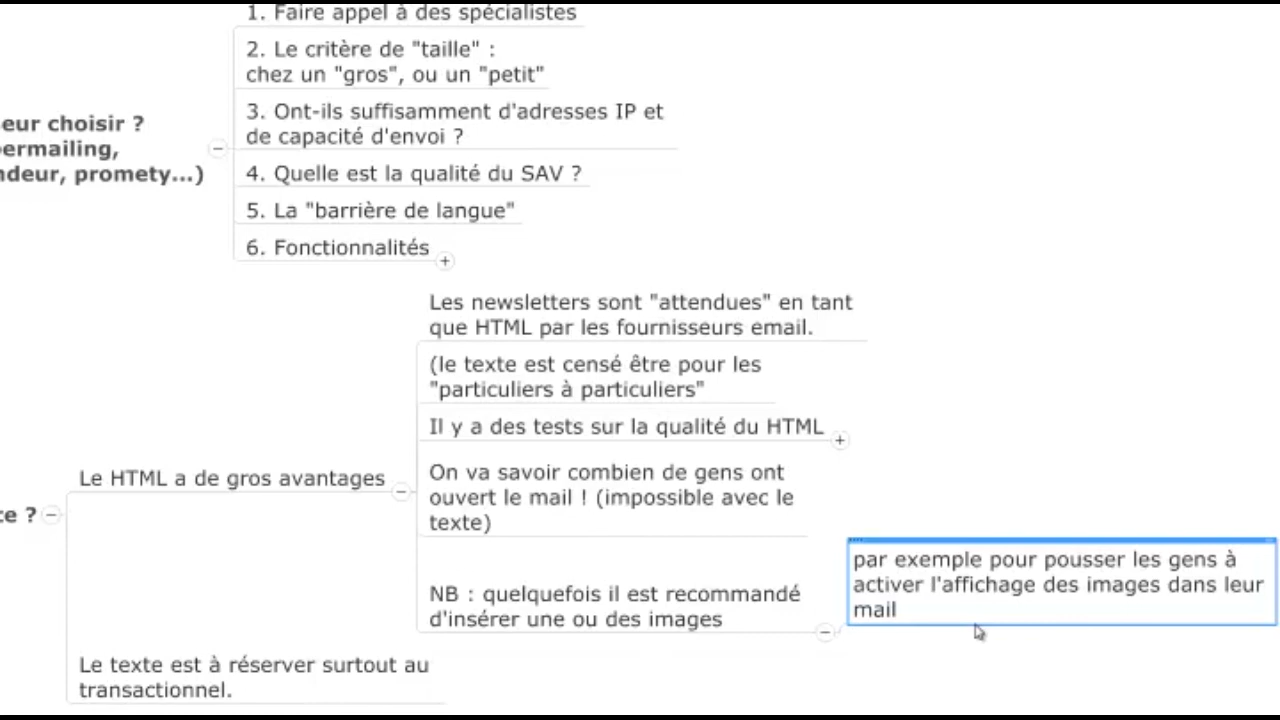 1. Faire appel à des spécialistes
2. Le critère de "taille" :
chez un "gros", ou un "petit"
3. Ont-ils suffisamment d'adresses IP et
de capacité d'envoi ?
eur choisir ?
ermailing,
ndeur, promety...)
4. Quelle est la qualité du SAV ?
5. La "barrière de langue"
6. Fonctionnalités
Les newsletters sont "attendues" en tant
que HTML par les fournisseurs email.
(le texte est censé être pour les
"particuliers à particuliers"
Il y a des tests sur la qualité du HTML
Le HTML a de gros avantages
On va savoir combien de gens ont
ouvert le mail ! (impossible avec le
texte)
te ?
NB : quelquefois il est recommandé
d'insérer une ou des images
par exemple pour pousser les gens à
activer l'affichage des images dans leur
mail
Le texte est à réserver surtout au
transactionnel.